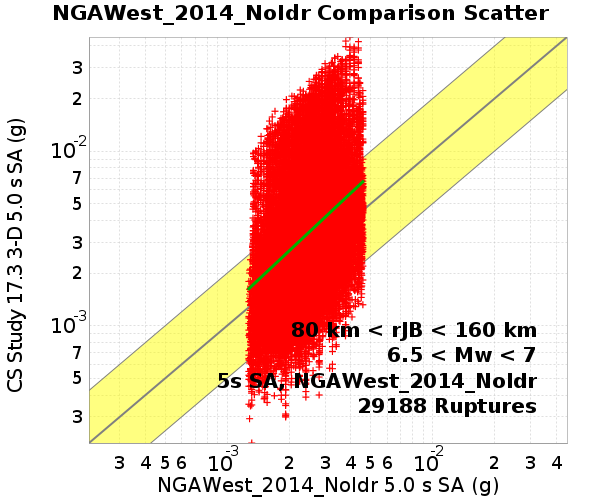 NGAWest_2014_NoIdr Comparison Scatter
CS Study 17.3 3-D 5.0 s SA (g)
3
2
10-2
7
5
3
2
10-3
7
5
3
80 km < rJB < 160 km
6.5 < Mw < 7
5s SA, NGAWest_2014_NoIdr
29188 Ruptures
3 4 5 6 10-3 2 3 4 5 6 10-2 2 3 4
NGAWest_2014_NoIdr 5.0 s SA (g)